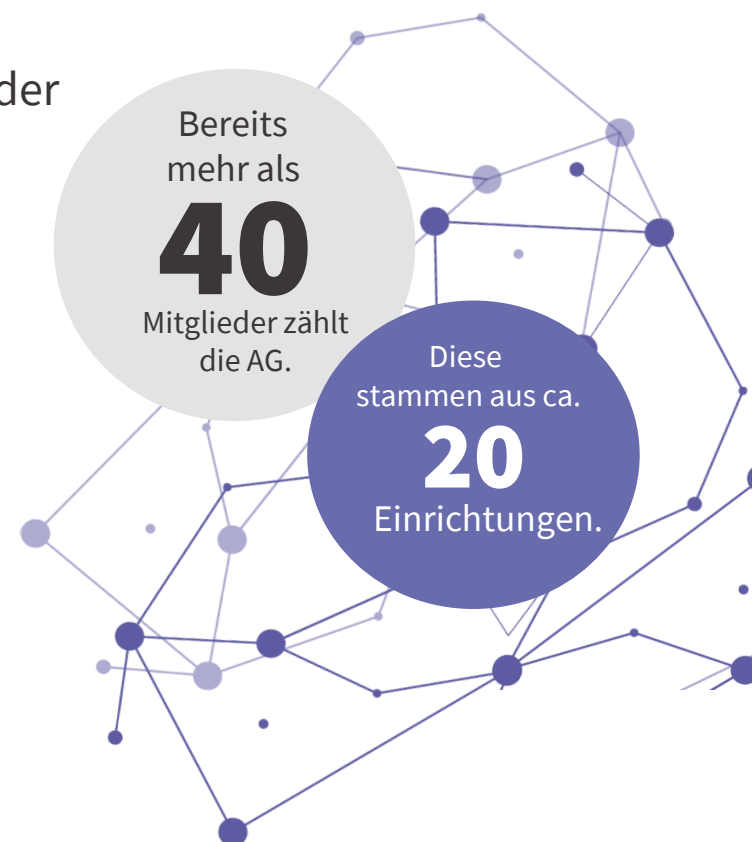 der
Bereits
mehr als
40
Mitglieder zählt
die AG.
Diese
stammen aus ca.
20
Einrichtungen.